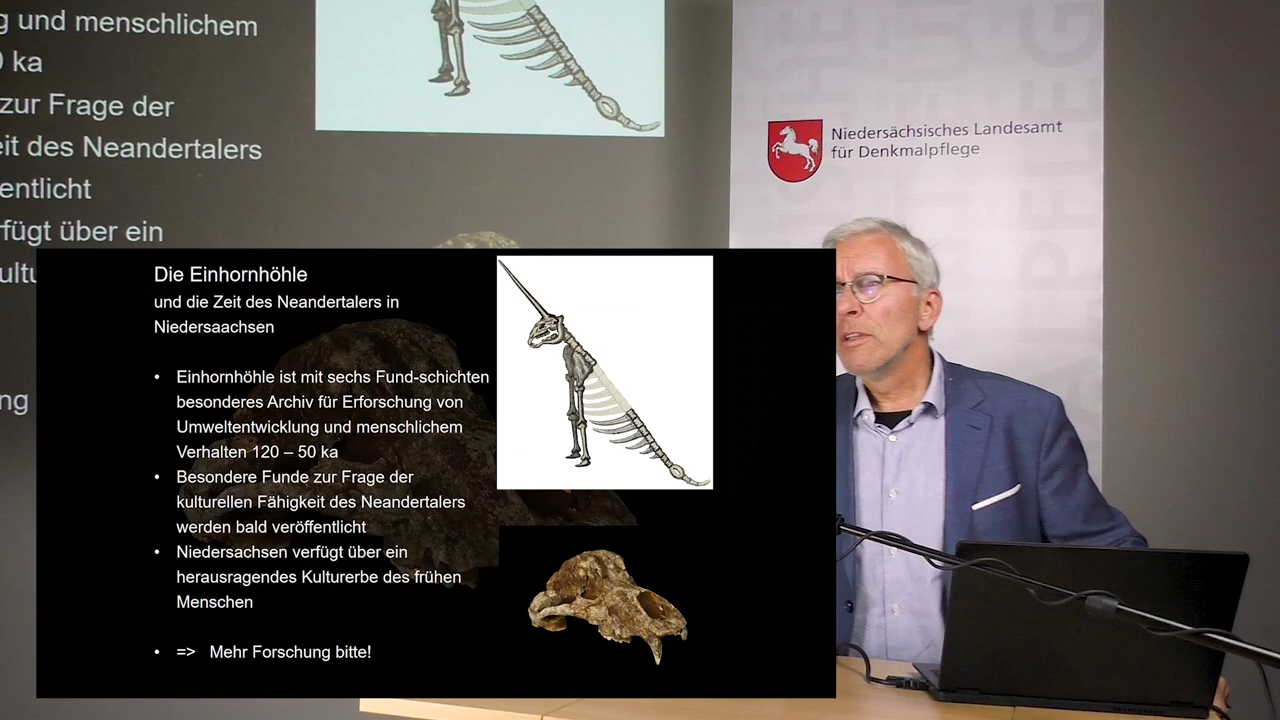 g und menschlichem
ka
zur Frage der
eit des Neandertalers
entlicht
fügt über ein
ultu
ng
Niedersächsisches Landesamt
für Denkmalpflege
Die Einhornhöhle
und die Zeit des Neandertalers in
Niedersaachsen
• Einhornhöhle ist mit sechs Fund-schichten
besonderes Archiv für Erforschung von
Umweltentwicklung und menschlichem
Verhalten 120 – 50 ka
• Besondere Funde zur Frage der
kulturellen Fähigkeit des Neandertalers
werden bald veröffentlicht
• Niedersachsen verfügt über ein
herausragendes Kulturerbe des frühen
Menschen
• => Mehr Forschung bitte!